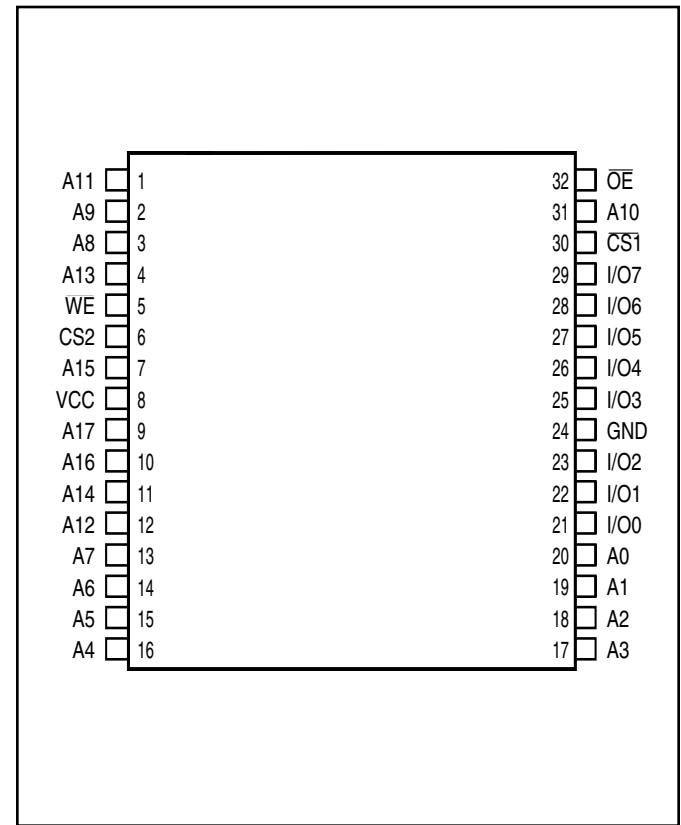 A11 1 32 O̅E̅
A9 2 31 A10
A8 3 30 C̅S̅1̅
A13 4 29 I/O7
W̅E̅ 5 28 I/O6
CS2 6 27 I/O5
A15 7 26 I/O4
VCC 8 25 I/O3
A17 9 24 GND
A16 10 23 I/O2
A14 11 22 I/O1
A12 12 21 I/O0
A7 13 20 A0
A6 14 19 A1
A5 15 18 A2
A4 16 17 A3